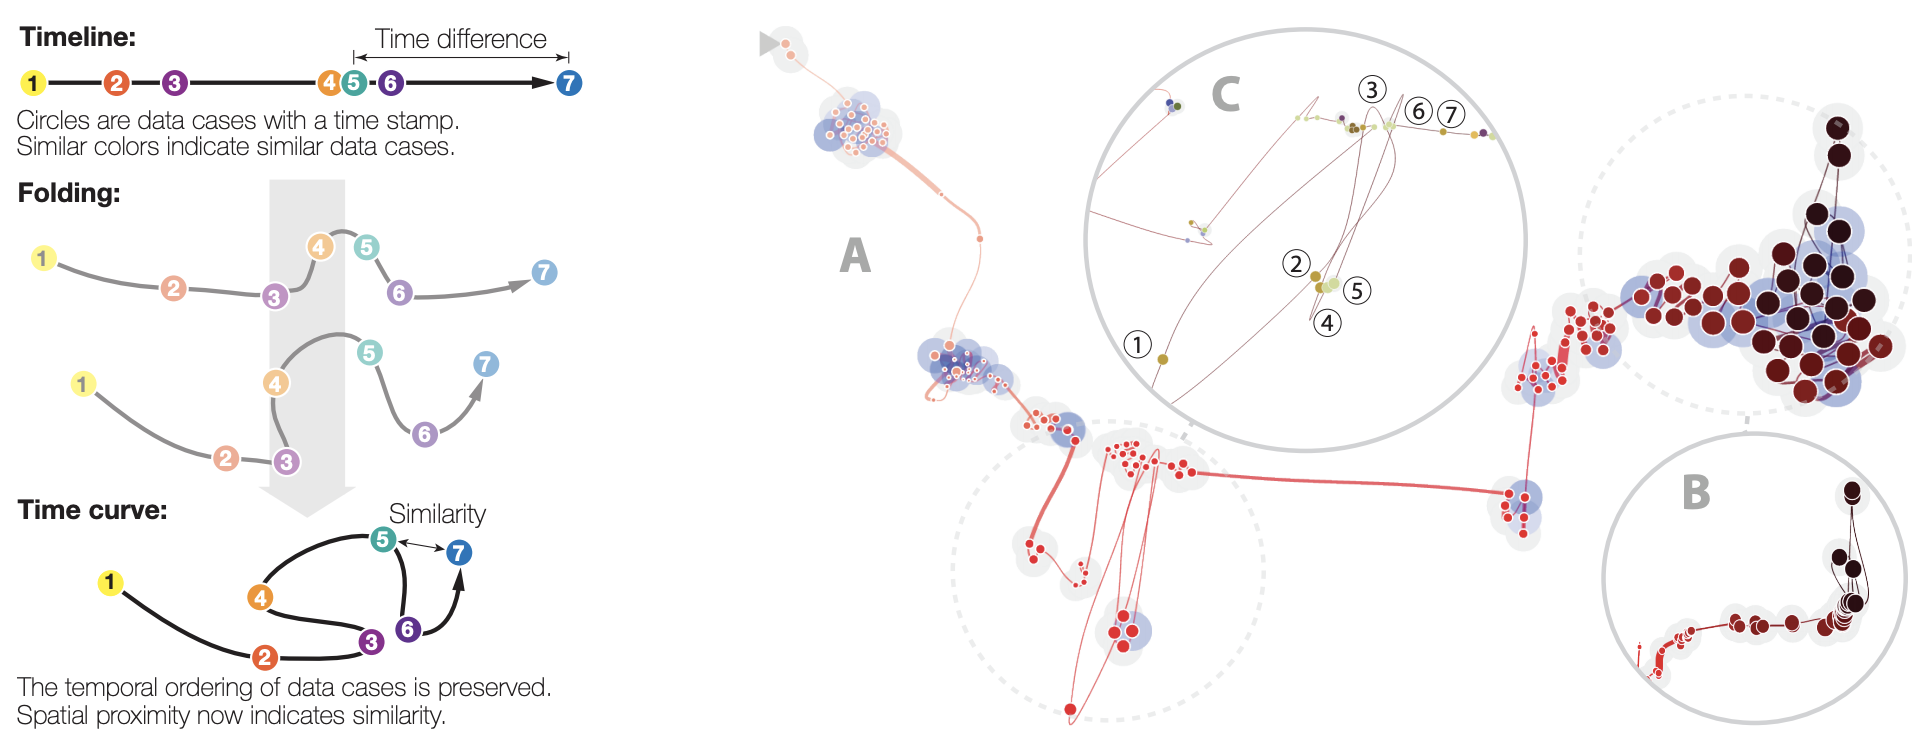 Timeline:
Time difference
1 2 3 4 5 6 7
Circles are data cases with a time stamp.
Similar colors indicate similar data cases.
Folding:
1 2 3 4 5 6 7
1 2 3 4 5 6 7
Time curve:
Similarity
1 2 3 4 5 6 7
The temporal ordering of data cases is preserved.
Spatial proximity now indicates similarity.
A
C
3
6 7
2
5
4
1
B